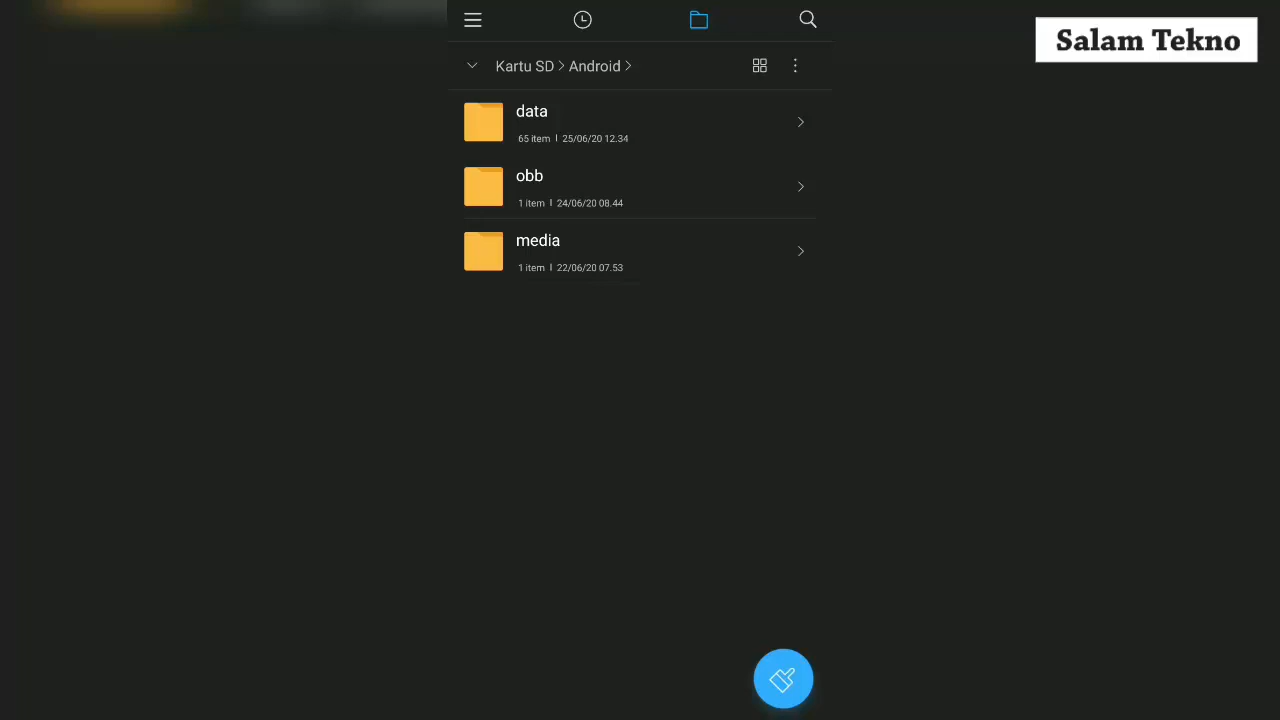 Salam Tekno
Kartu SD > Android >
data
65 item | 25/06/20 12.34
obb
1 item | 24/06/20 08.44
media
1 item | 22/06/20 07.53